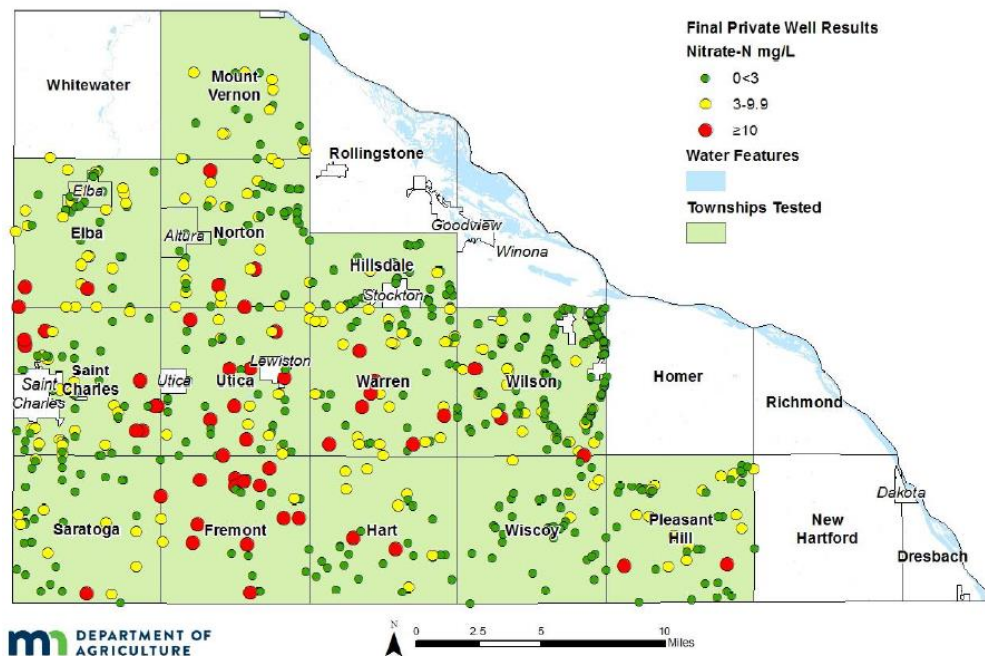 Final Private Well Results
Nitrate-N mg/L
0<3
3-9.9
≥10
Water Features
Townships Tested
Whitewater
Mount
Vernon
Rollingstone
Elba
Elba
Altura
Norton
Goodview
Winona
Hillsdale
Stockton
Saint
Charles
Saint
Charles
Utica
Utica
Lewiston
Warren
Wilson
Homer
Richmond
Saratoga
Fremont
Hart
Wiscoy
Pleasant
Hill
New
Hartford
Dakota
Dresbach
DEPARTMENT OF
AGRICULTURE
N
0 2.5 5 10
Miles